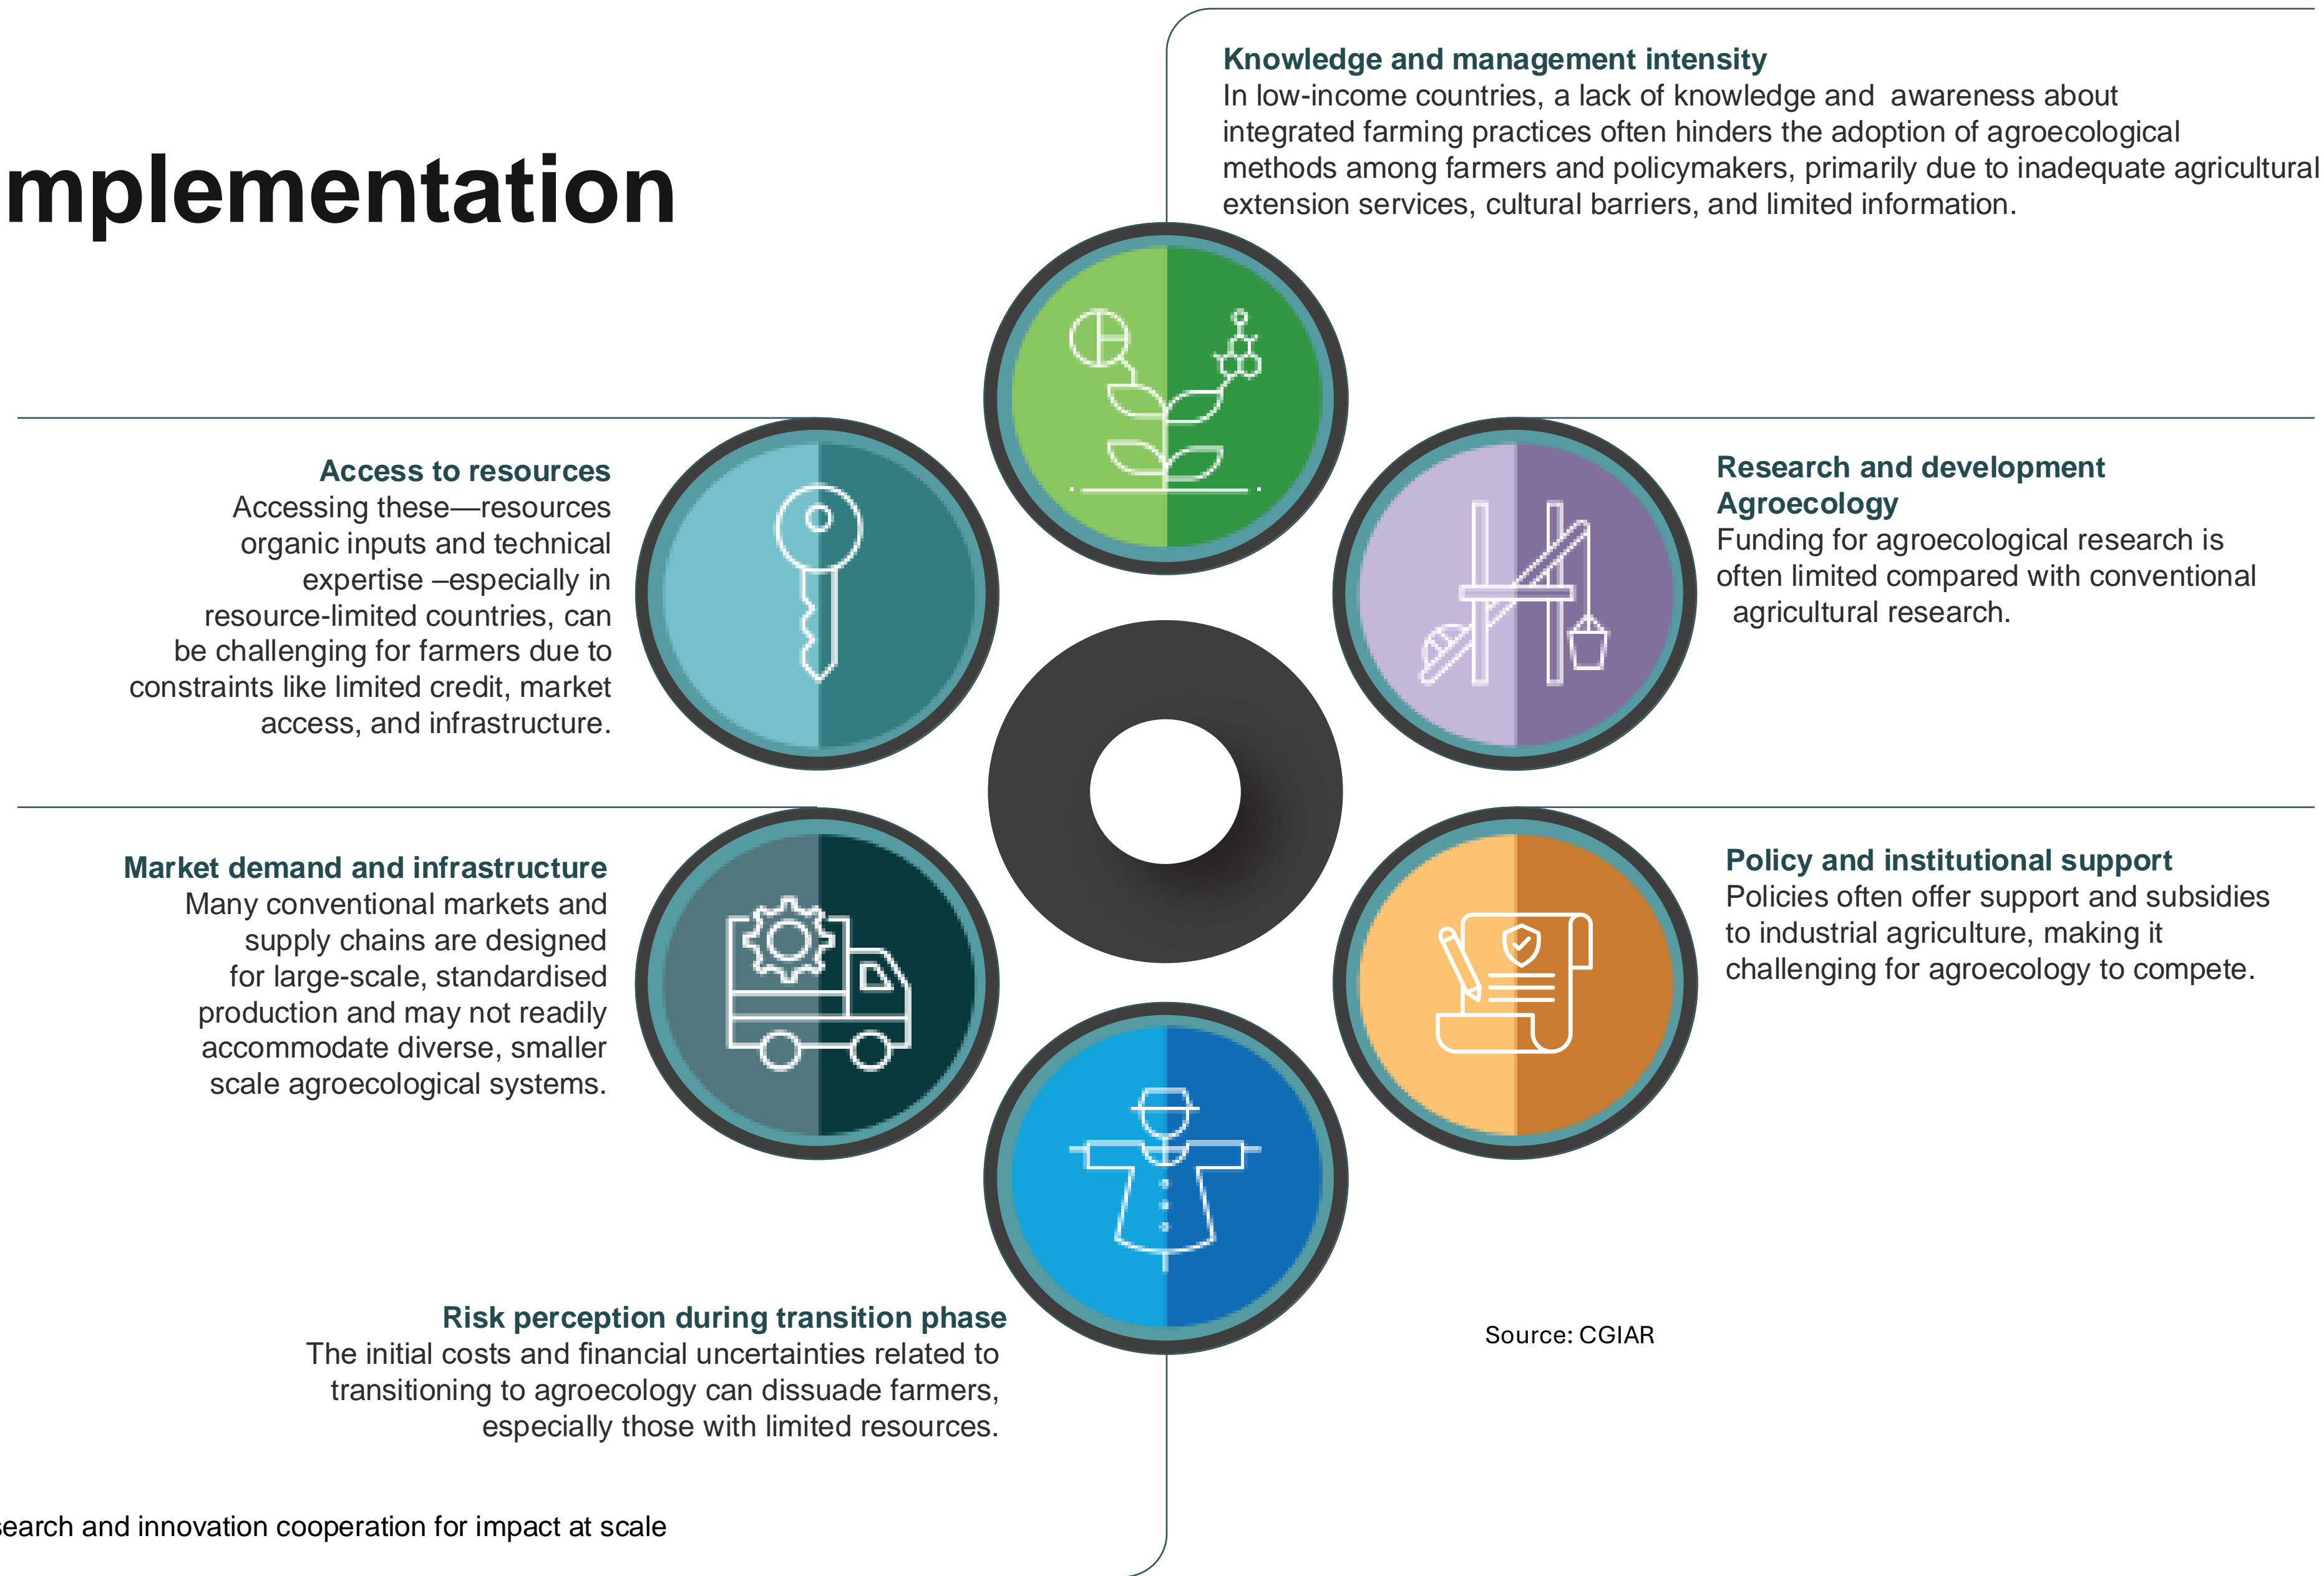 mplementation
Knowledge and management intensity
In low-income countries, a lack of knowledge and  awareness about
integrated farming practices often hinders the adoption of agroecological
methods among farmers and policymakers, primarily due to inadequate agricultural
extension services, cultural barriers, and limited information.
Access to resources
Accessing these—resources
organic inputs and technical
expertise –especially in
resource-limited countries, can
be challenging for farmers due to
constraints like limited credit, market
access, and infrastructure.
Research and development
Agroecology
Funding for agroecological research is
often limited compared with conventional
agricultural research.
Market demand and infrastructure
Many conventional markets and
supply chains are designed
for large-scale, standardised
production and may not readily
accommodate diverse, smaller
scale agroecological systems.
Policy and institutional support
Policies often offer support and subsidies
to industrial agriculture, making it
challenging for agroecology to compete.
Risk perception during transition phase
The initial costs and financial uncertainties related to
transitioning to agroecology can dissuade farmers,
especially those with limited resources.
Source: CGIAR
search and innovation cooperation for impact at scale